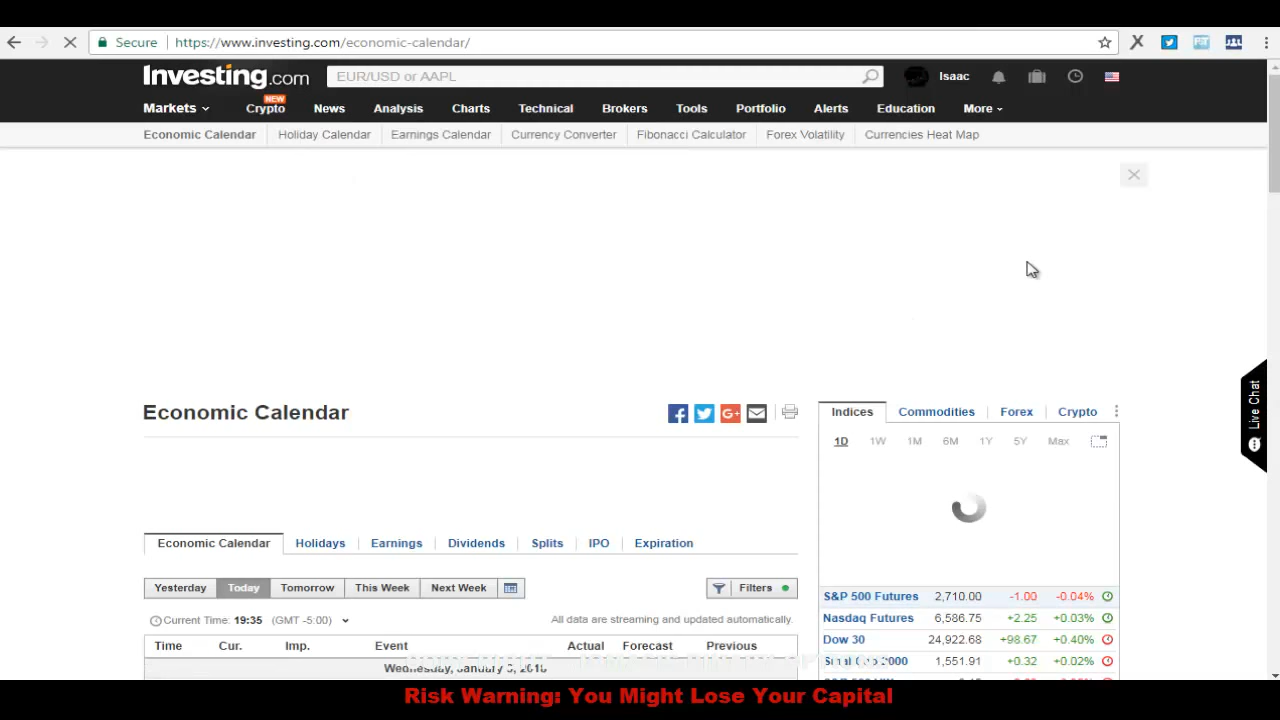 Secure https://www.investing.com/economic-calendar/
Investing.com EUR/USD or AAPL Isaac
NEW
Markets Crypto News Analysis Charts Technical Brokers Tools Portfolio Alerts Education More
Economic Calendar Holiday Calendar Earnings Calendar Currency Converter Fibonacci Calculator Forex Volatility Currencies Heat Map
Live Chat
Economic Calendar
G+
Indices Commodities Forex Crypto
1D 1W 1M 6M 1Y 5Y Max
Economic Calendar Holidays Earnings Dividends Splits IPO Expiration
Yesterday Today Tomorrow This Week Next Week Filters
S&P 500 Futures 2,710.00 -1.00 -0.04%
Current Time: 19:35 (GMT -5:00) All data are streaming and updated automatically.
Nasdaq Futures 6,586.75 +2.25 +0.03%
Time Cur. Imp. Event Actual Forecast Previous
Dow 30 24,922.68 +98.67 +0.40%
Wednesday, January 3, 2018
Small Cap 2000 1,551.91 +0.32 +0.02%
Risk Warning: You Might Lose Your Capital